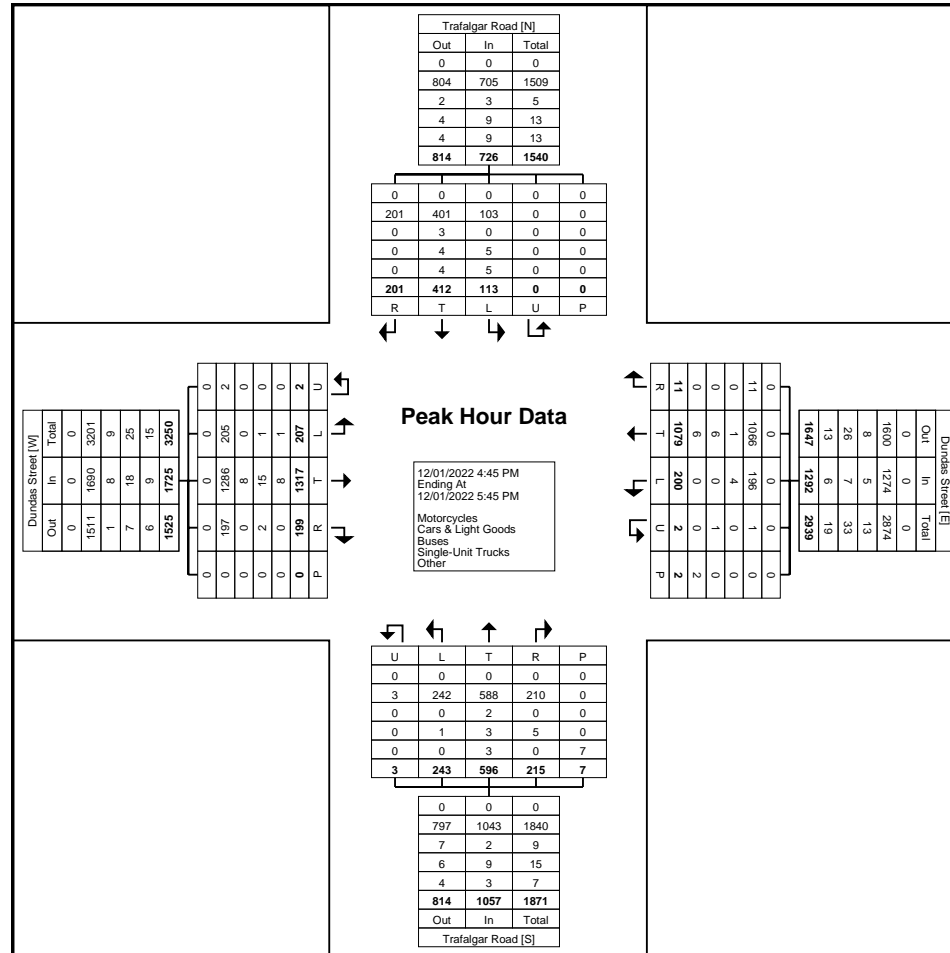 Trafalgar Road [N]
Out In Total
0 0 0
804 705 1509
2 3 5
4 9 13
4 9 13
814 726 1540
0 0 0 0 0
201 401 103 0 0
0 3 0 0 0
0 4 5 0 0
0 4 5 0 0
201 412 113 0 0
R T L U P
Dundas Street [W]
Out In Total
0 0 0
1511 1690 3201
1 8 9
7 18 25
6 9 15
1525 1725 3250
0 0 0 0 0
0 197 1286 205 2
0 0 8 0 0
0 2 15 1 0
0 0 8 1 0
0 199 1317 207 2
P R T L U
Peak Hour Data
12/01/2022 4:45 PM
Ending At
12/01/2022 5:45 PM
Motorcycles
Cars & Light Goods
Buses
Single-Unit Trucks
Other
Dundas Street [E]
Out In Total
0 0 0
1600 1274 2874
8 5 13
26 7 33
13 6 19
1647 1292 2939
0 0 0 0 0
11 1066 196 1 0
0 1 4 0 0
0 6 0 1 0
0 6 0 0 2
11 1079 200 2 2
R T L U P
U L T R P
0 0 0 0 0
3 242 588 210 0
0 0 2 0 0
0 1 3 5 0
0 0 3 0 7
3 243 596 215 7
0 0 0
797 1043 1840
7 2 9
6 9 15
4 3 7
814 1057 1871
Out In Total
Trafalgar Road [S]